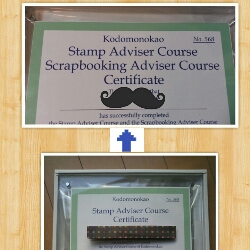 Kodomonokao No. 568
Stamp Adviser Course
Scrapbooking Adviser Course
Certificate
has successfully completed
the Stamp Adviser Course and the Scrapbooking Adviser Course
Kodomonokao
Stamp Adviser Course
Certificate